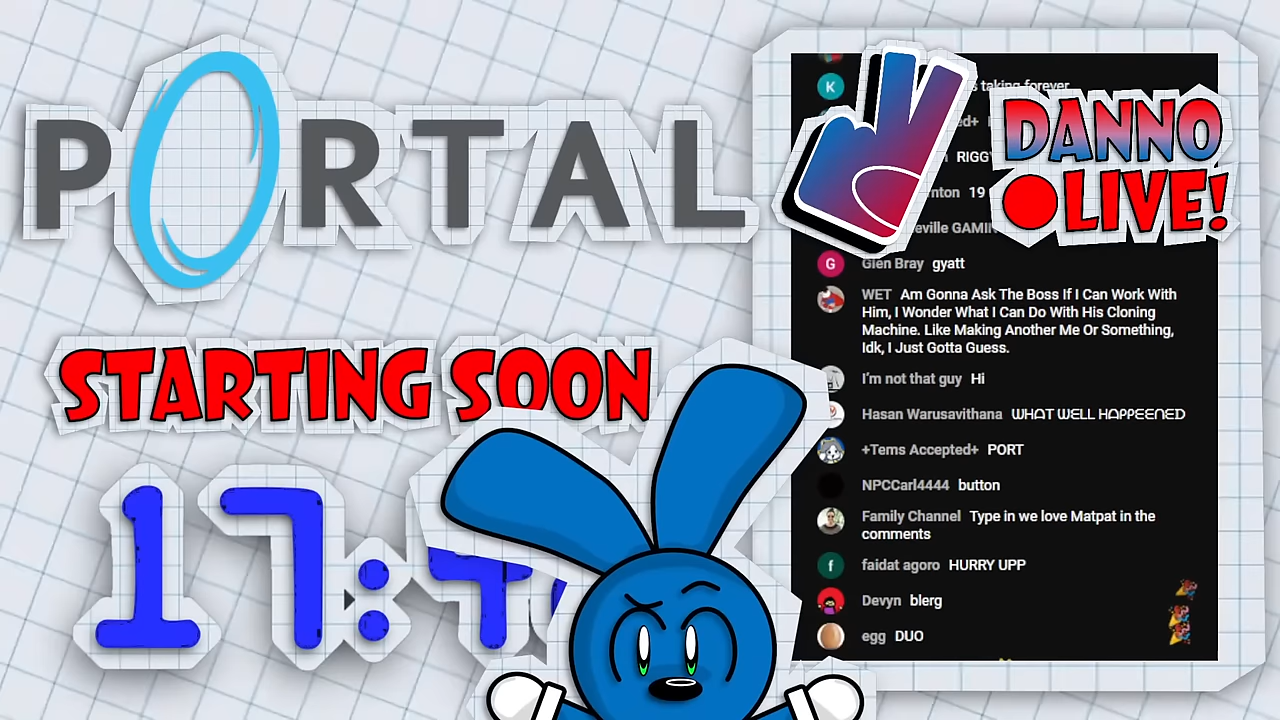 PORTAL
STARTING SOON
17:
DANNO
LIVE!
K
taking forever
RIGGY
19
G Glen Bray gyatt
WET Am Gonna Ask The Boss If I Can Work With
Him, I Wonder What I Can Do With His Cloning
Machine. Like Making Another Me Or Something,
Idk, I Just Gotta Guess.
I'm not that guy Hi
Hasan Warusavithana WHAT WELL HAPPEENED
+Tems Accepted+ PORT
NPCCarl4444 button
Family Channel Type in we love Matpat in the
comments
f faidat agoro HURRY UPP
Devyn blerg
egg DUO